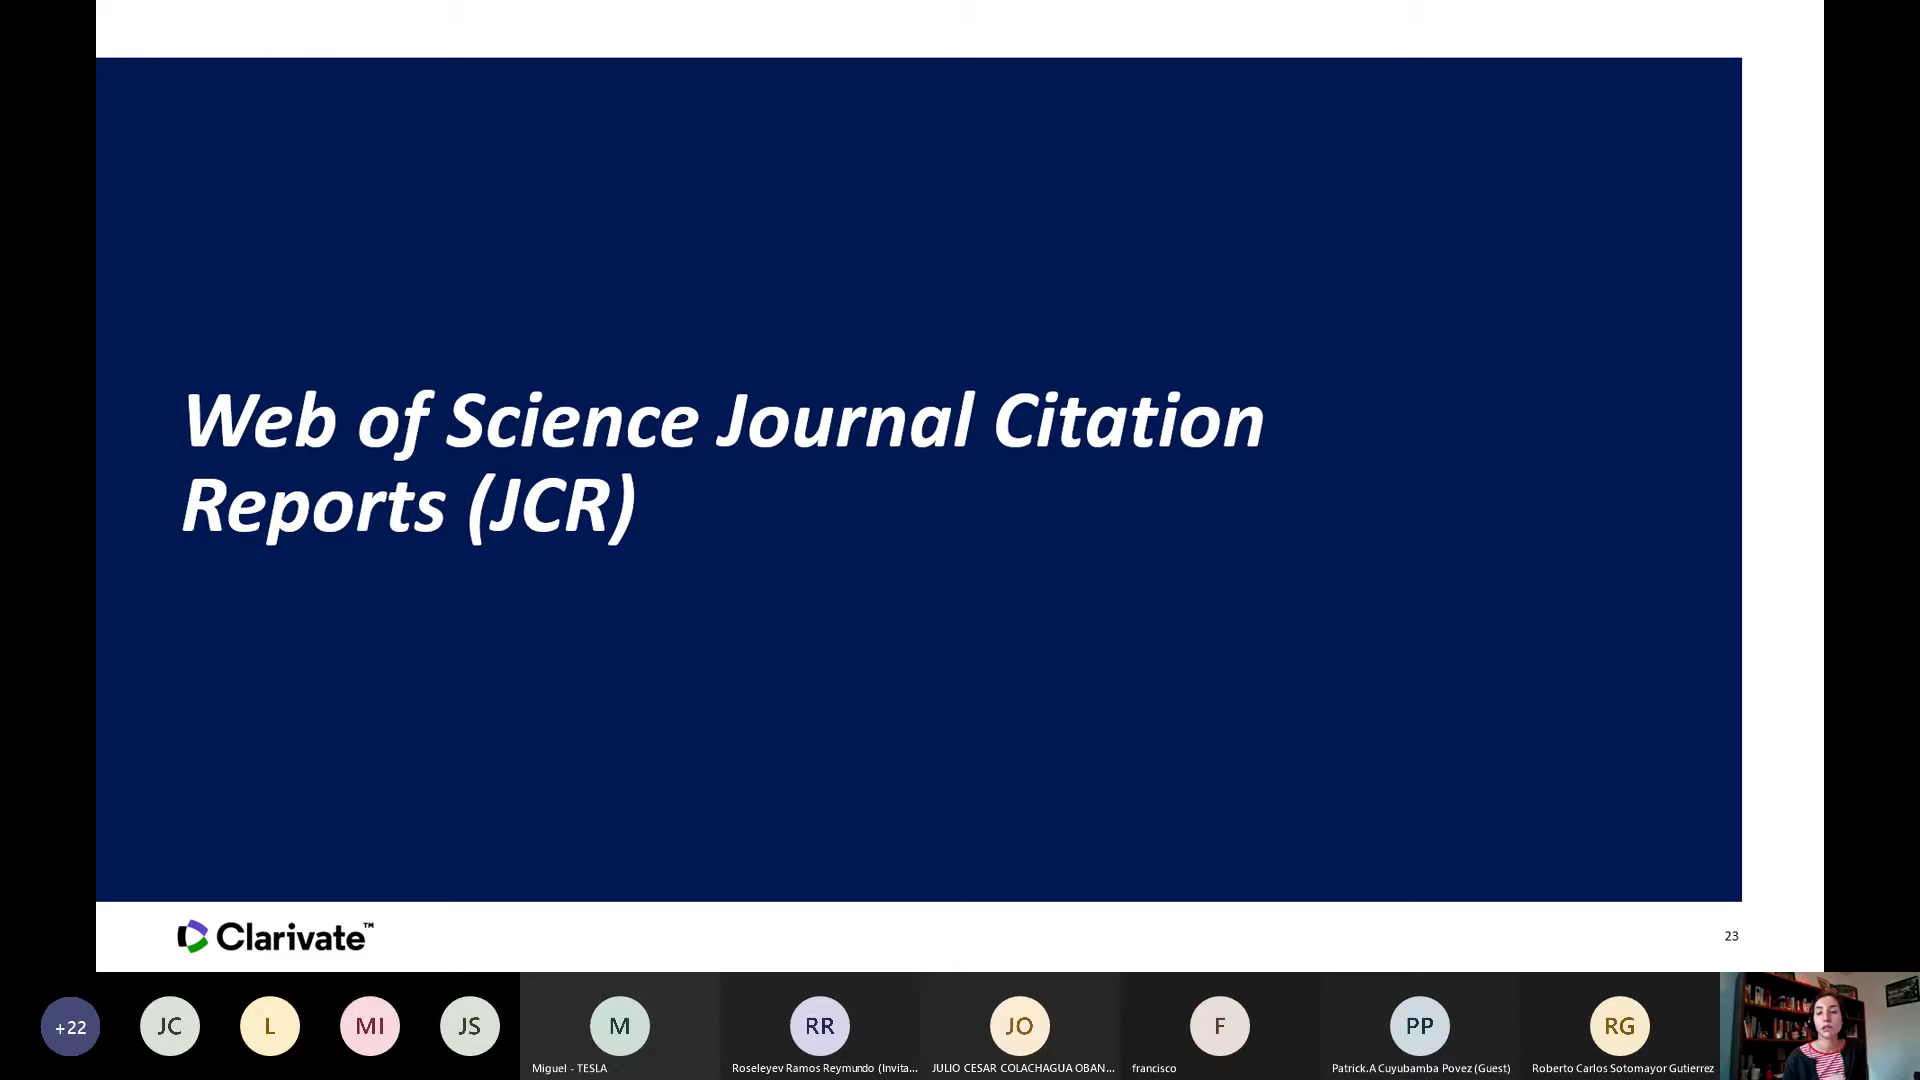 Web of Science Journal Citation
Reports (JCR)
Clarivate™
23
+22
JC
L
MI
JS
M
RR
JO
F
PP
RG
Miguel - TESLA
Roseleyev Ramos Reymundo (Invita...
JULIO CESAR COLACHAGUA OBAN...
francisco
Patrick.A Cuyubamba Povez (Guest)
Roberto Carlos Sotomayor Gutierrez